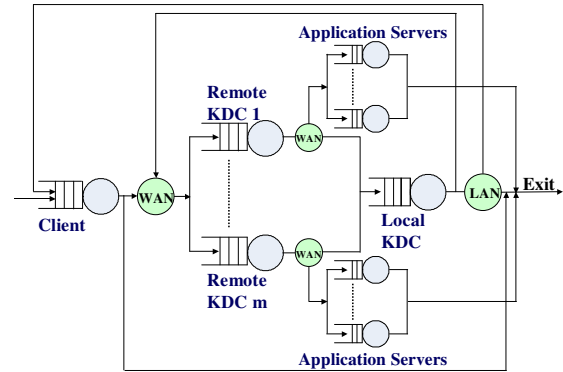 Application Servers
Remote
KDC 1
WAN
WAN
LAN
Exit
Client
Local
KDC
WAN
Remote
KDC m
Application Servers